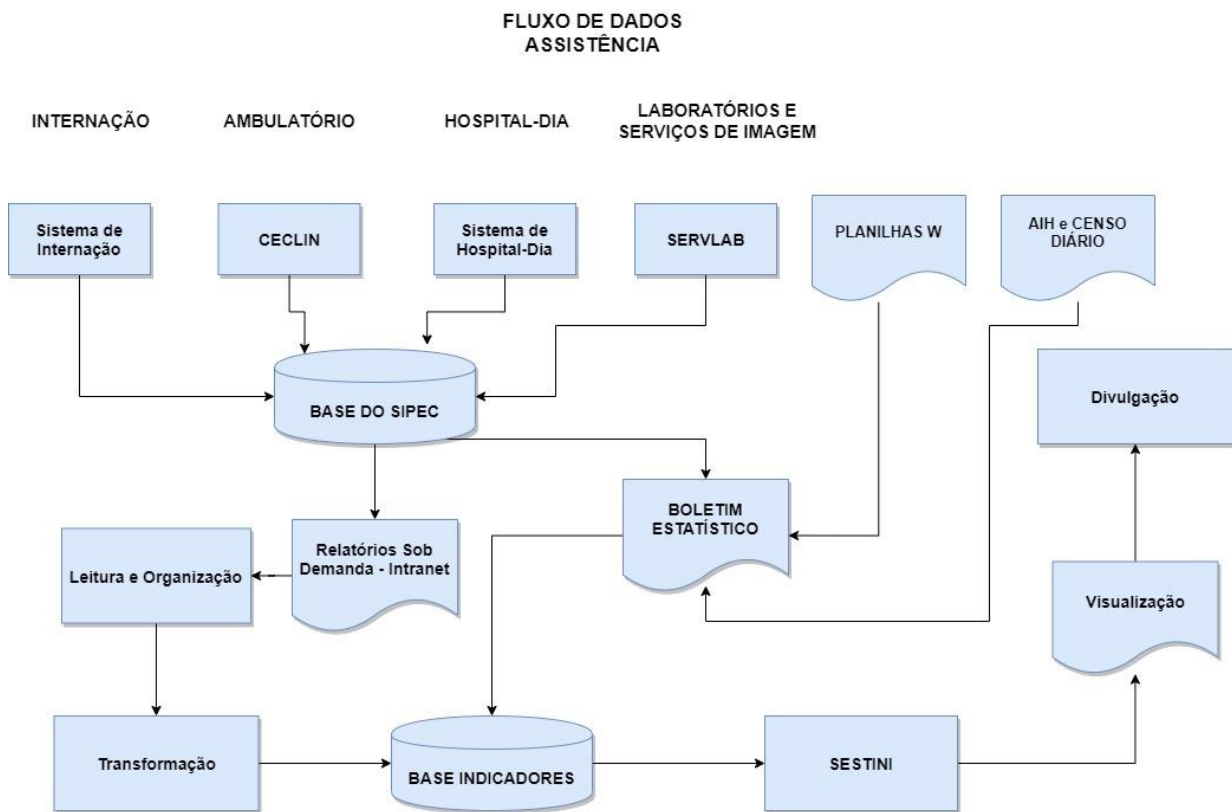 FLUXO DE DADOS
ASSISTÊNCIA
INTERNAÇÃO
AMBULATÓRIO
HOSPITAL-DIA
LABORATÓRIOS E
SERVIÇOS DE IMAGEM
Sistema de
Internação
CECLIN
Sistema de
Hospital-Dia
SERVLAB
PLANILHAS W
AIH e CENSO
DIÁRIO
BASE DO SIPEC
Divulgação
BOLETIM
ESTATÍSTICO
Relatórios Sob
Demanda - Intranet
Leitura e Organização
Visualização
Transformação
BASE INDICADORES
SESTINI